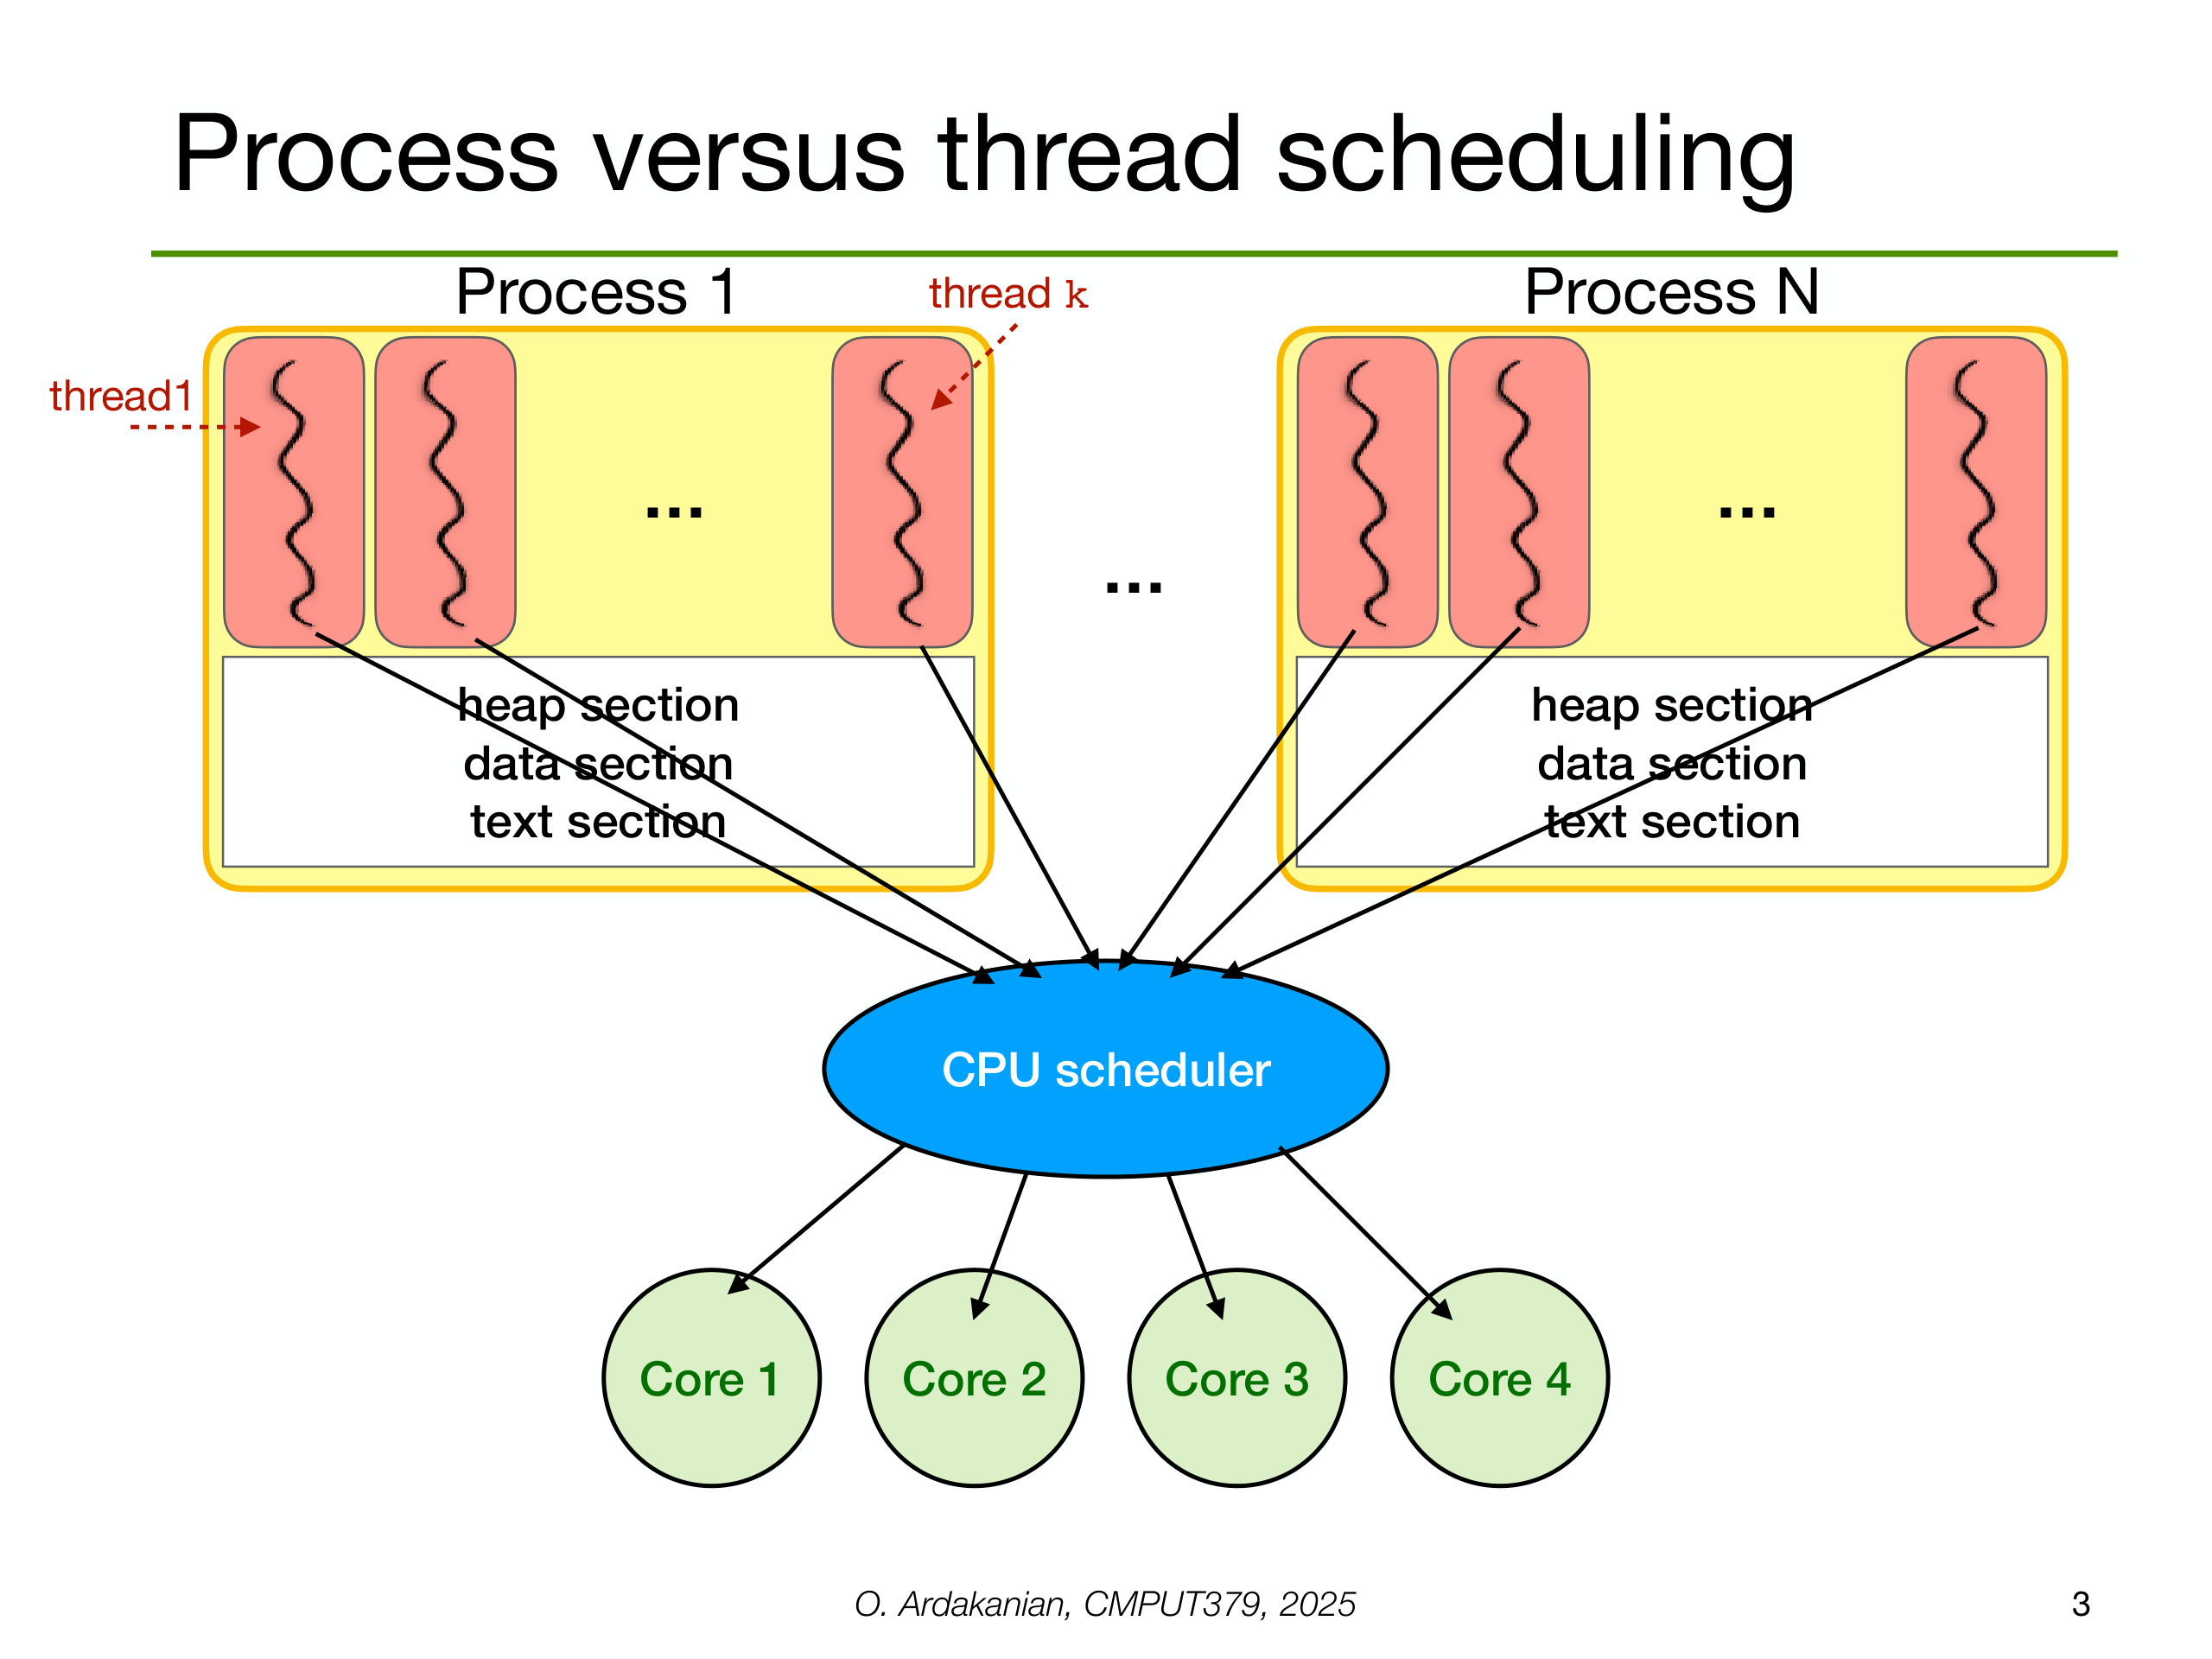 Process versus thread scheduling
Process 1
thread k
Process N
thread1
...
...
...
heap section
data section
text section
heap section
data section
text section
CPU scheduler
Core 1
Core 2
Core 3
Core 4
O. Ardakanian, CMPUT379, 2025
3